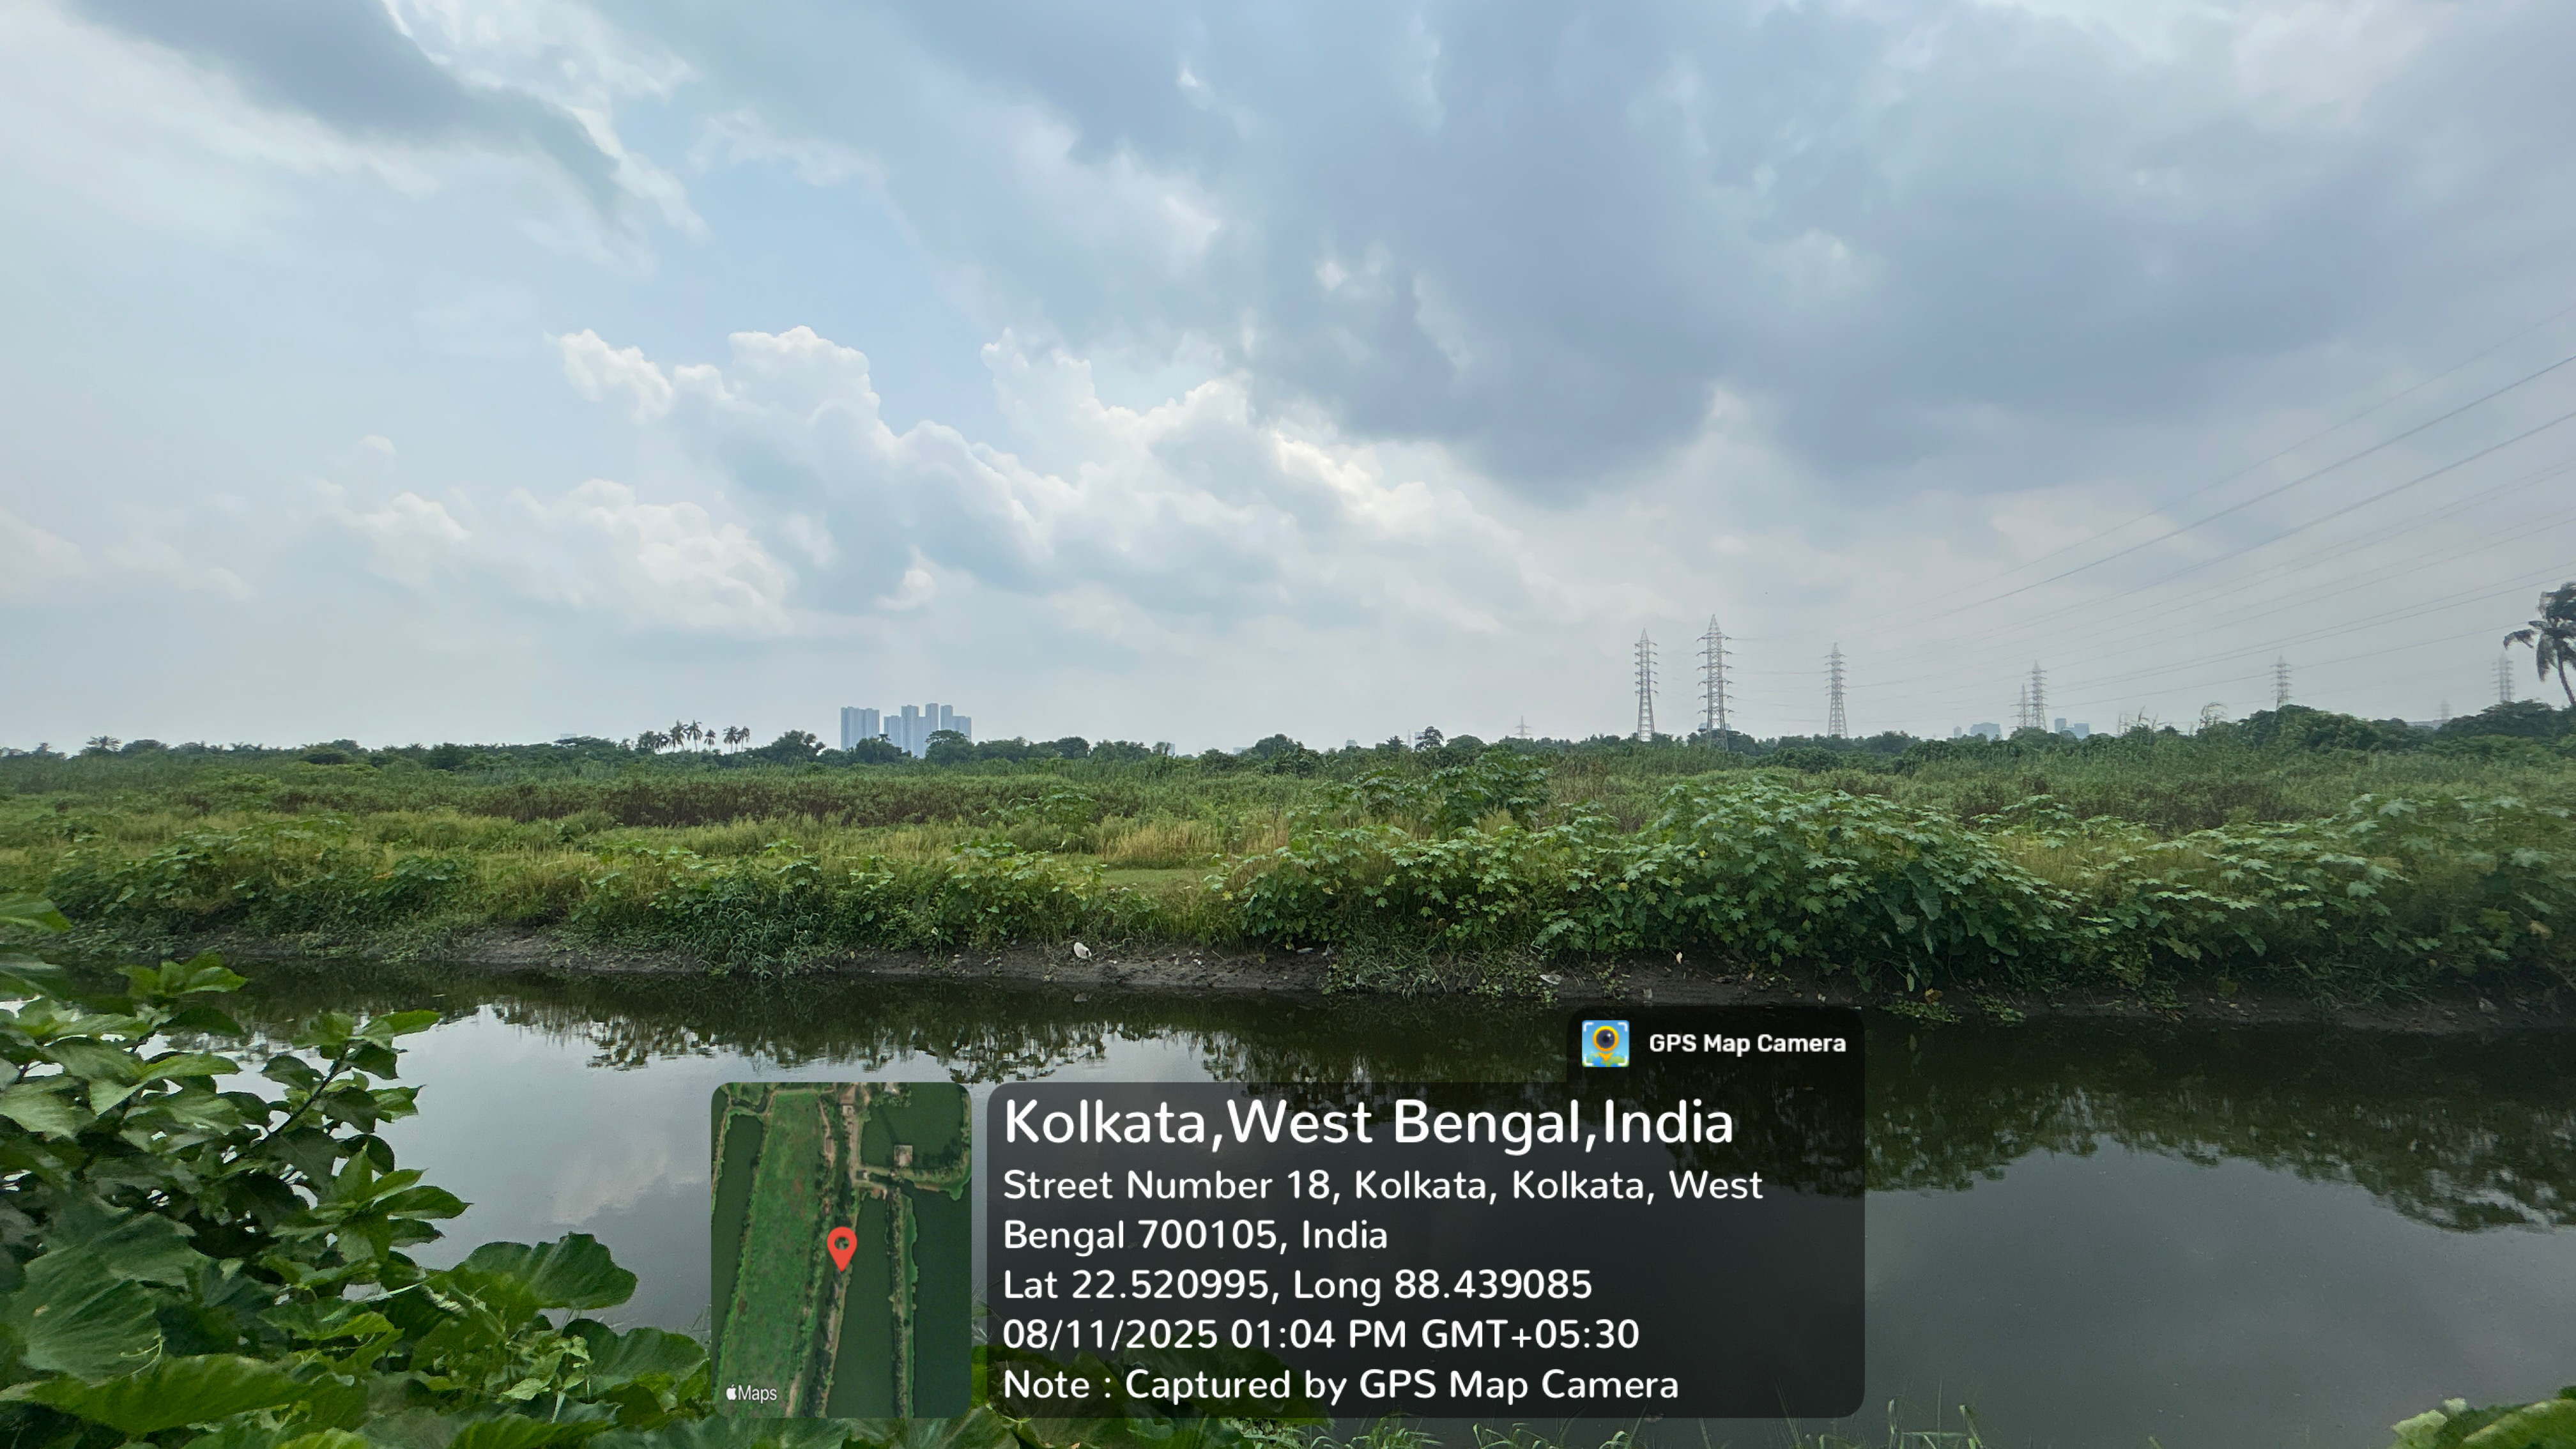 GPS Map Camera
Kolkata,West Bengal,India
Street Number 18, Kolkata, Kolkata, West
Bengal 700105, India
Lat 22.520995, Long 88.439085
08/11/2025 01:04 PM GMT+05:30
Note : Captured by GPS Map Camera
Maps